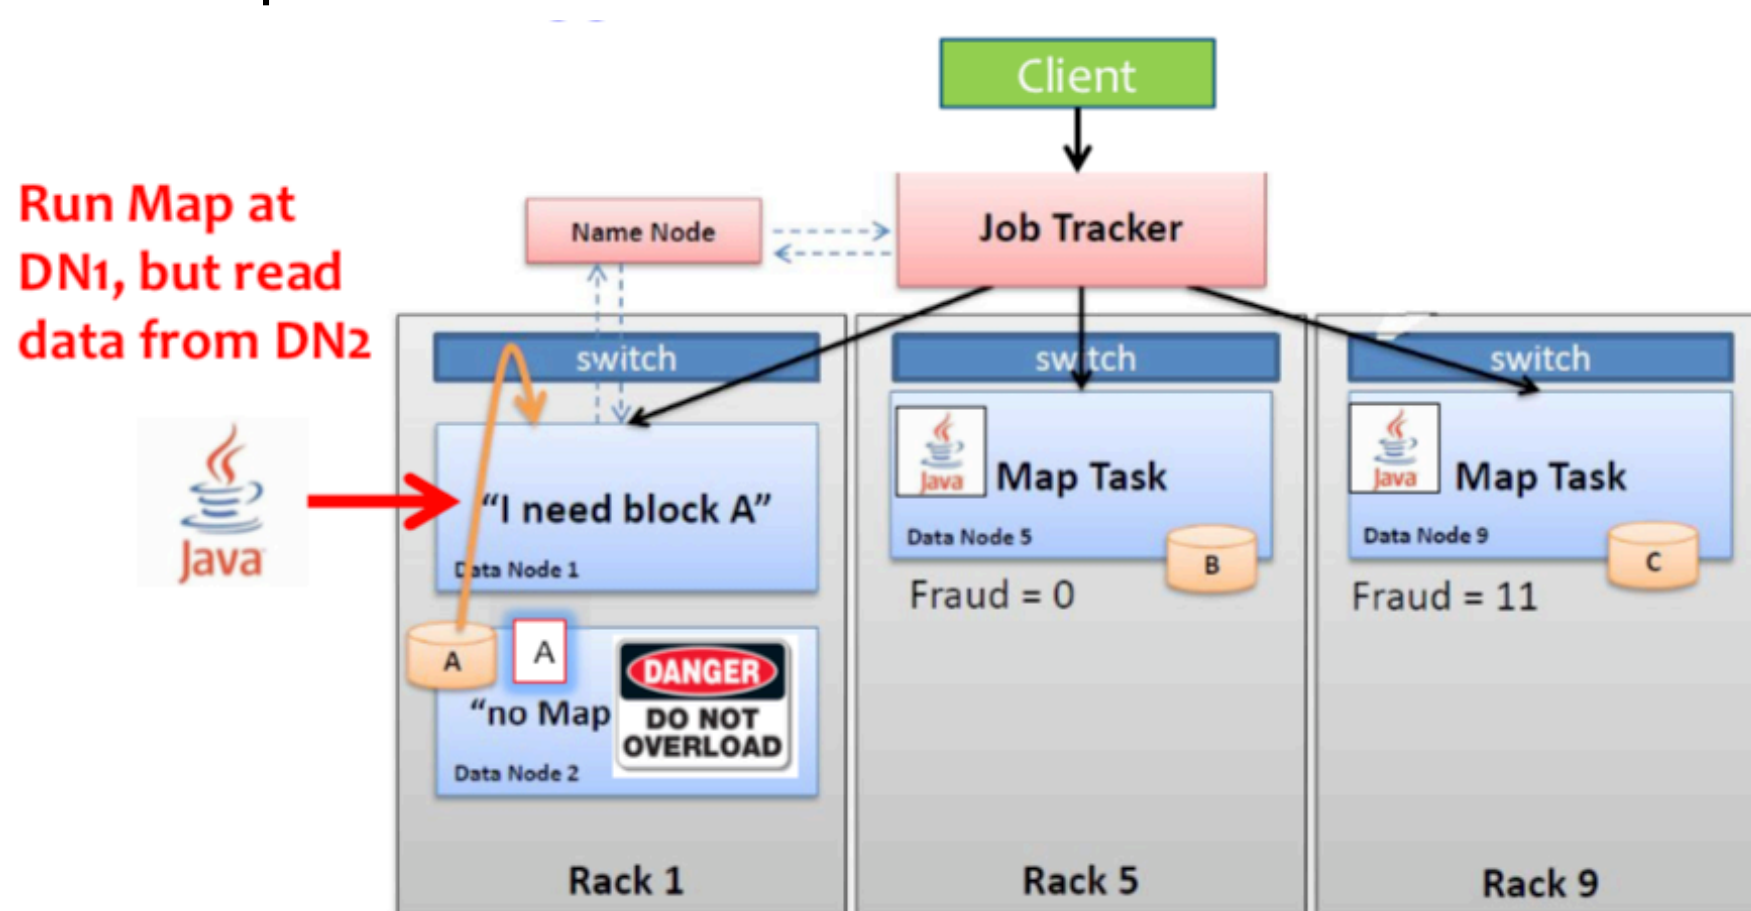 Client
Run Map at
DN1, but read
data from DN2
Name Node
Job Tracker
switch
switch
switch
Java
"I need block A"
Data Node 1
Java
Map Task
Data Node 5
B
Fraud = 0
Java
Map Task
Data Node 9
C
Fraud = 11
A
A
"no Map
DANGER
DO NOT
OVERLOAD
Data Node 2
Rack 1
Rack 5
Rack 9